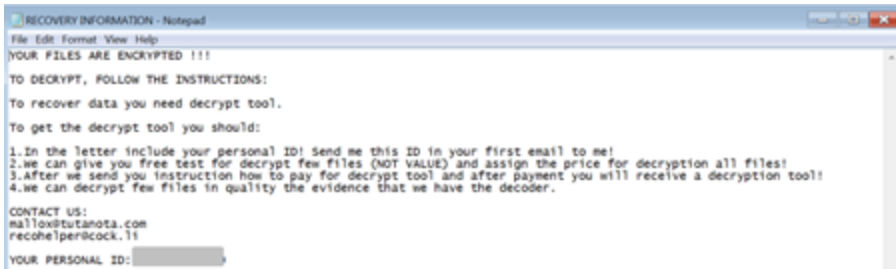 RECOVERY INFORMATION - Notepad
File Edit Format View Help
YOUR FILES ARE ENCRYPTED !!!
TO DECRYPT, FOLLOW THE INSTRUCTIONS:
To recover data you need decrypt tool.
To get the decrypt tool you should:
1.In the letter include your personal ID! Send me this ID in your first email to me!
2.We can give you free test for decrypt few files (NOT VALUE) and assign the price for decryption all files!
3.After we send you instruction how to pay for decrypt tool and after payment you will receive a decryption tool!
4.We can decrypt few files in quality the evidence that we have the decoder.
CONTACT US:
mallox@tutanota.com
recohelper@cock.li
YOUR PERSONAL ID: